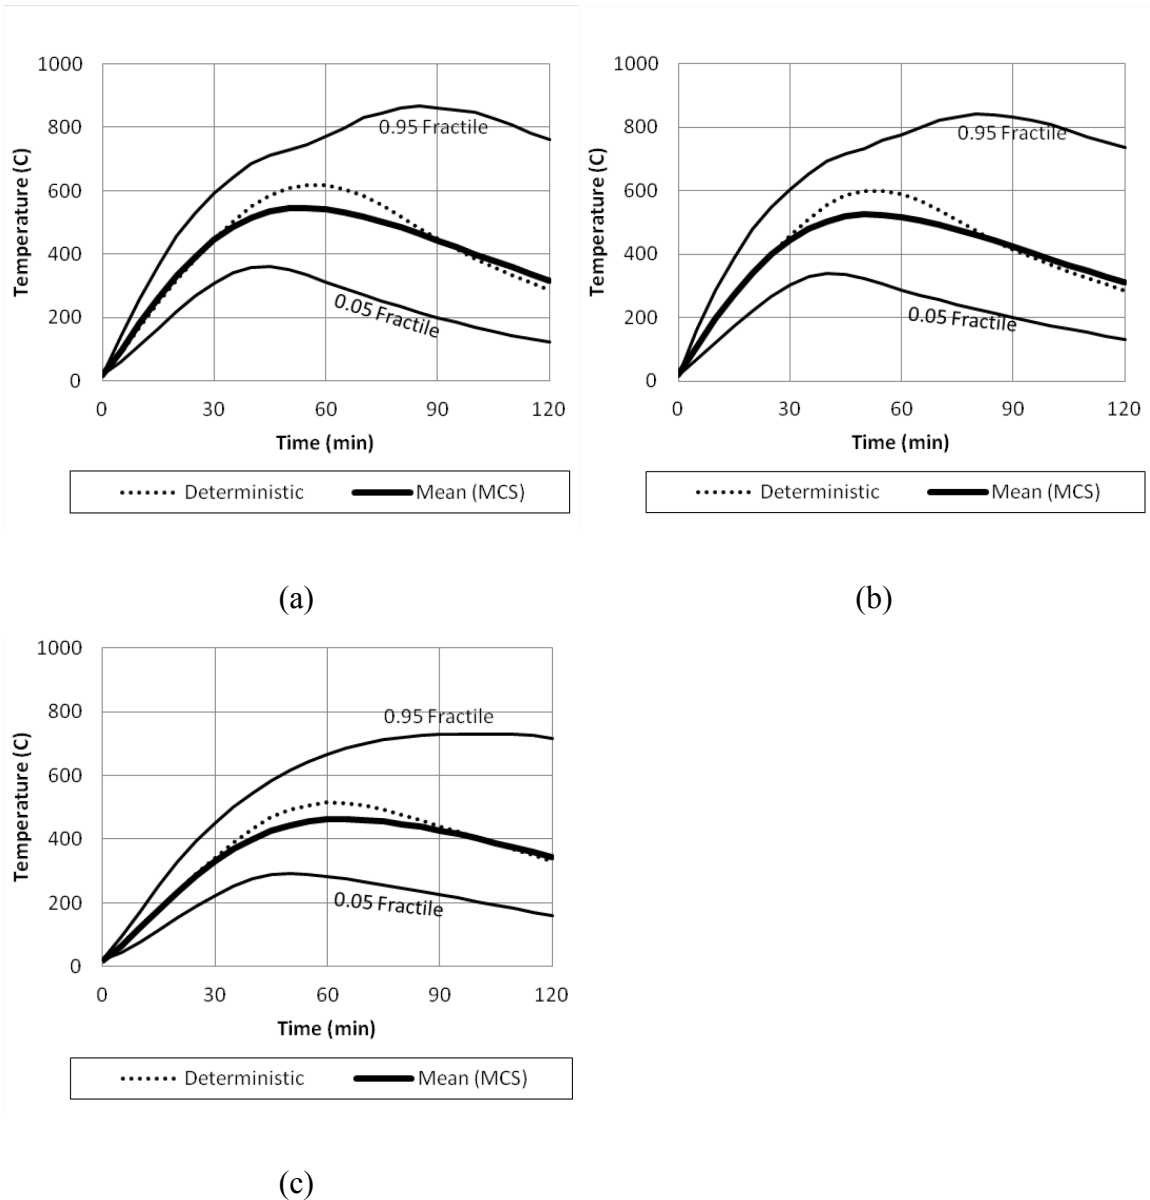 1000
800
600
400
200
0
Temperature (C)
0.95 Fractile
0.05 Fractile
0 30 60 90 120
Time (min)
Deterministic Mean (MCS)
(a)
1000
800
600
400
200
0
Temperature (C)
0.95 Fractile
0.05 Fractile
0 30 60 90 120
Time (min)
Deterministic Mean (MCS)
(b)
1000
800
600
400
200
0
Temperature (C)
0.95 Fractile
0.05 Fractile
0 30 60 90 120
Time (min)
Deterministic Mean (MCS)
(c)